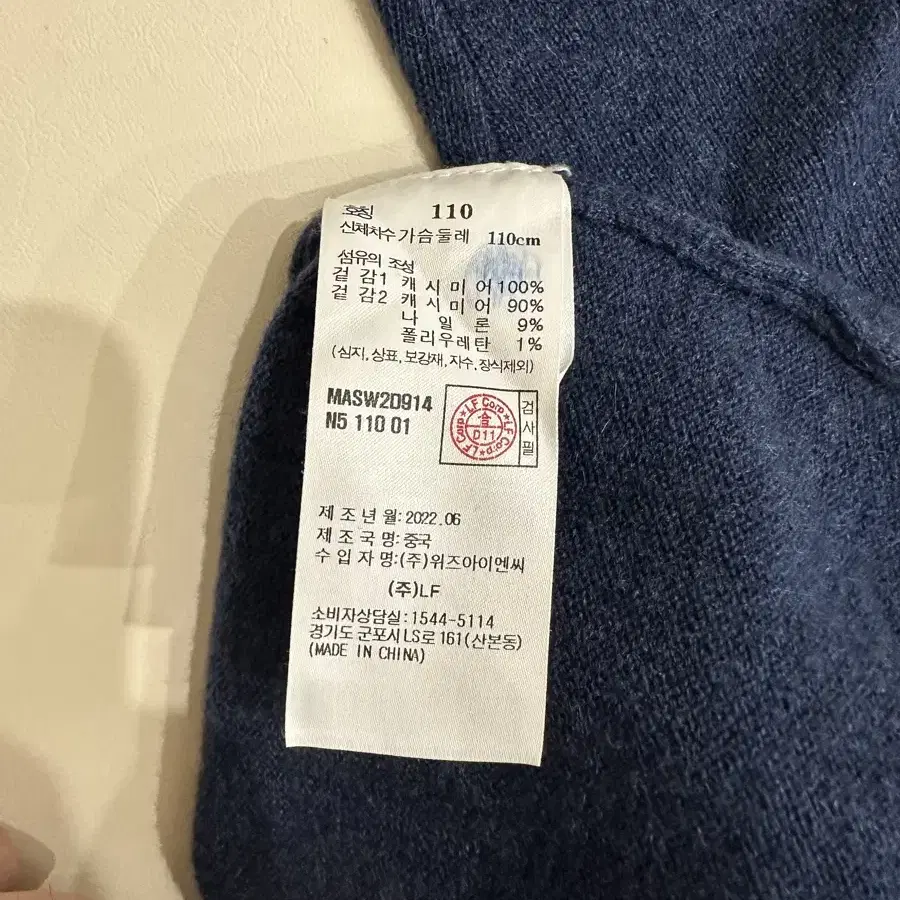 호칭 110
신체치수 가슴둘레 110cm
섬유의 조성
겉 감1 캐 시 미 어 100%
겉 감2 캐 시 미 어 90%
나 일 론 9%
폴리우레탄 1%
(심지, 상표, 보강재, 자수, 장식제외)
MASW2D914
N5 110 01
LF Corp ★ LF Corp ★ LF Corp ★
D11
검사필
제 조 년 월: 2022.06
제 조 국 명: 중국
수 입 자 명: (주)위즈아이엔씨
(주)LF
소비자상담실: 1544-5114
경기도 군포시 LS로 161(산본동)
(MADE IN CHINA)